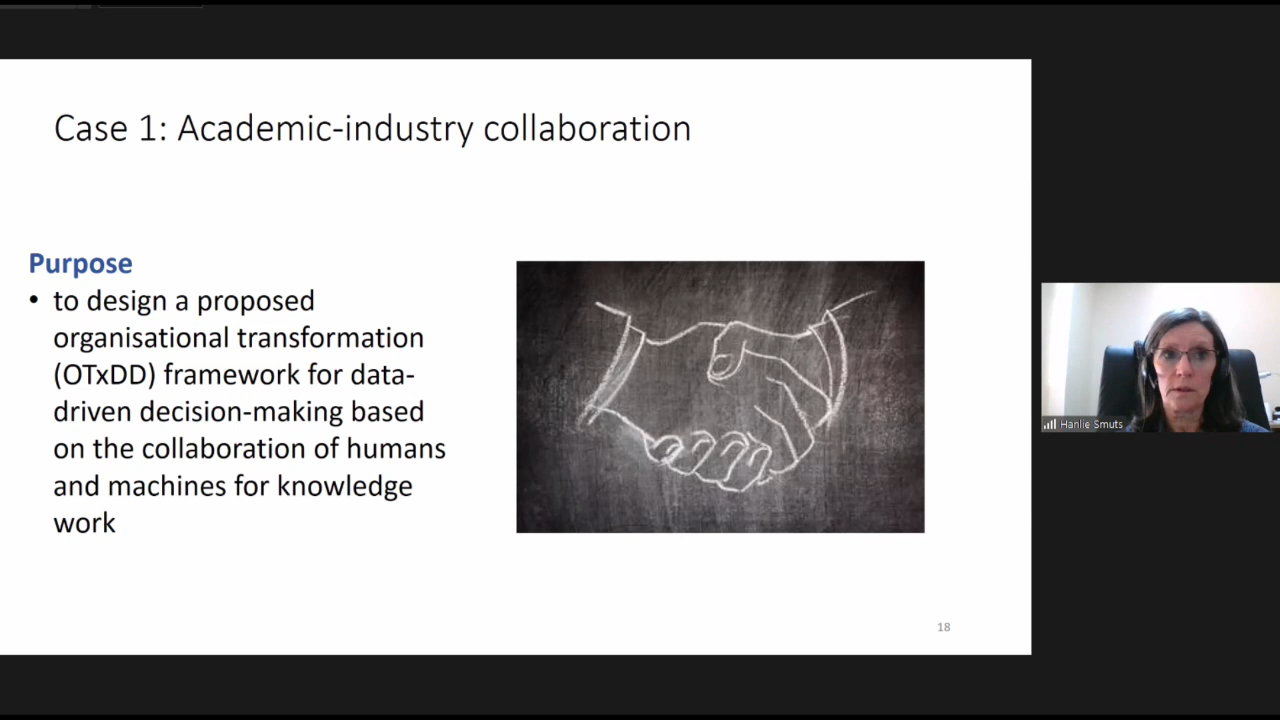 Case 1: Academic-industry collaboration
Purpose
• to design a proposed
organisational transformation
(OTxDD) framework for data-
driven decision-making based
on the collaboration of humans
and machines for knowledge
work
Hanlie Smuts
18